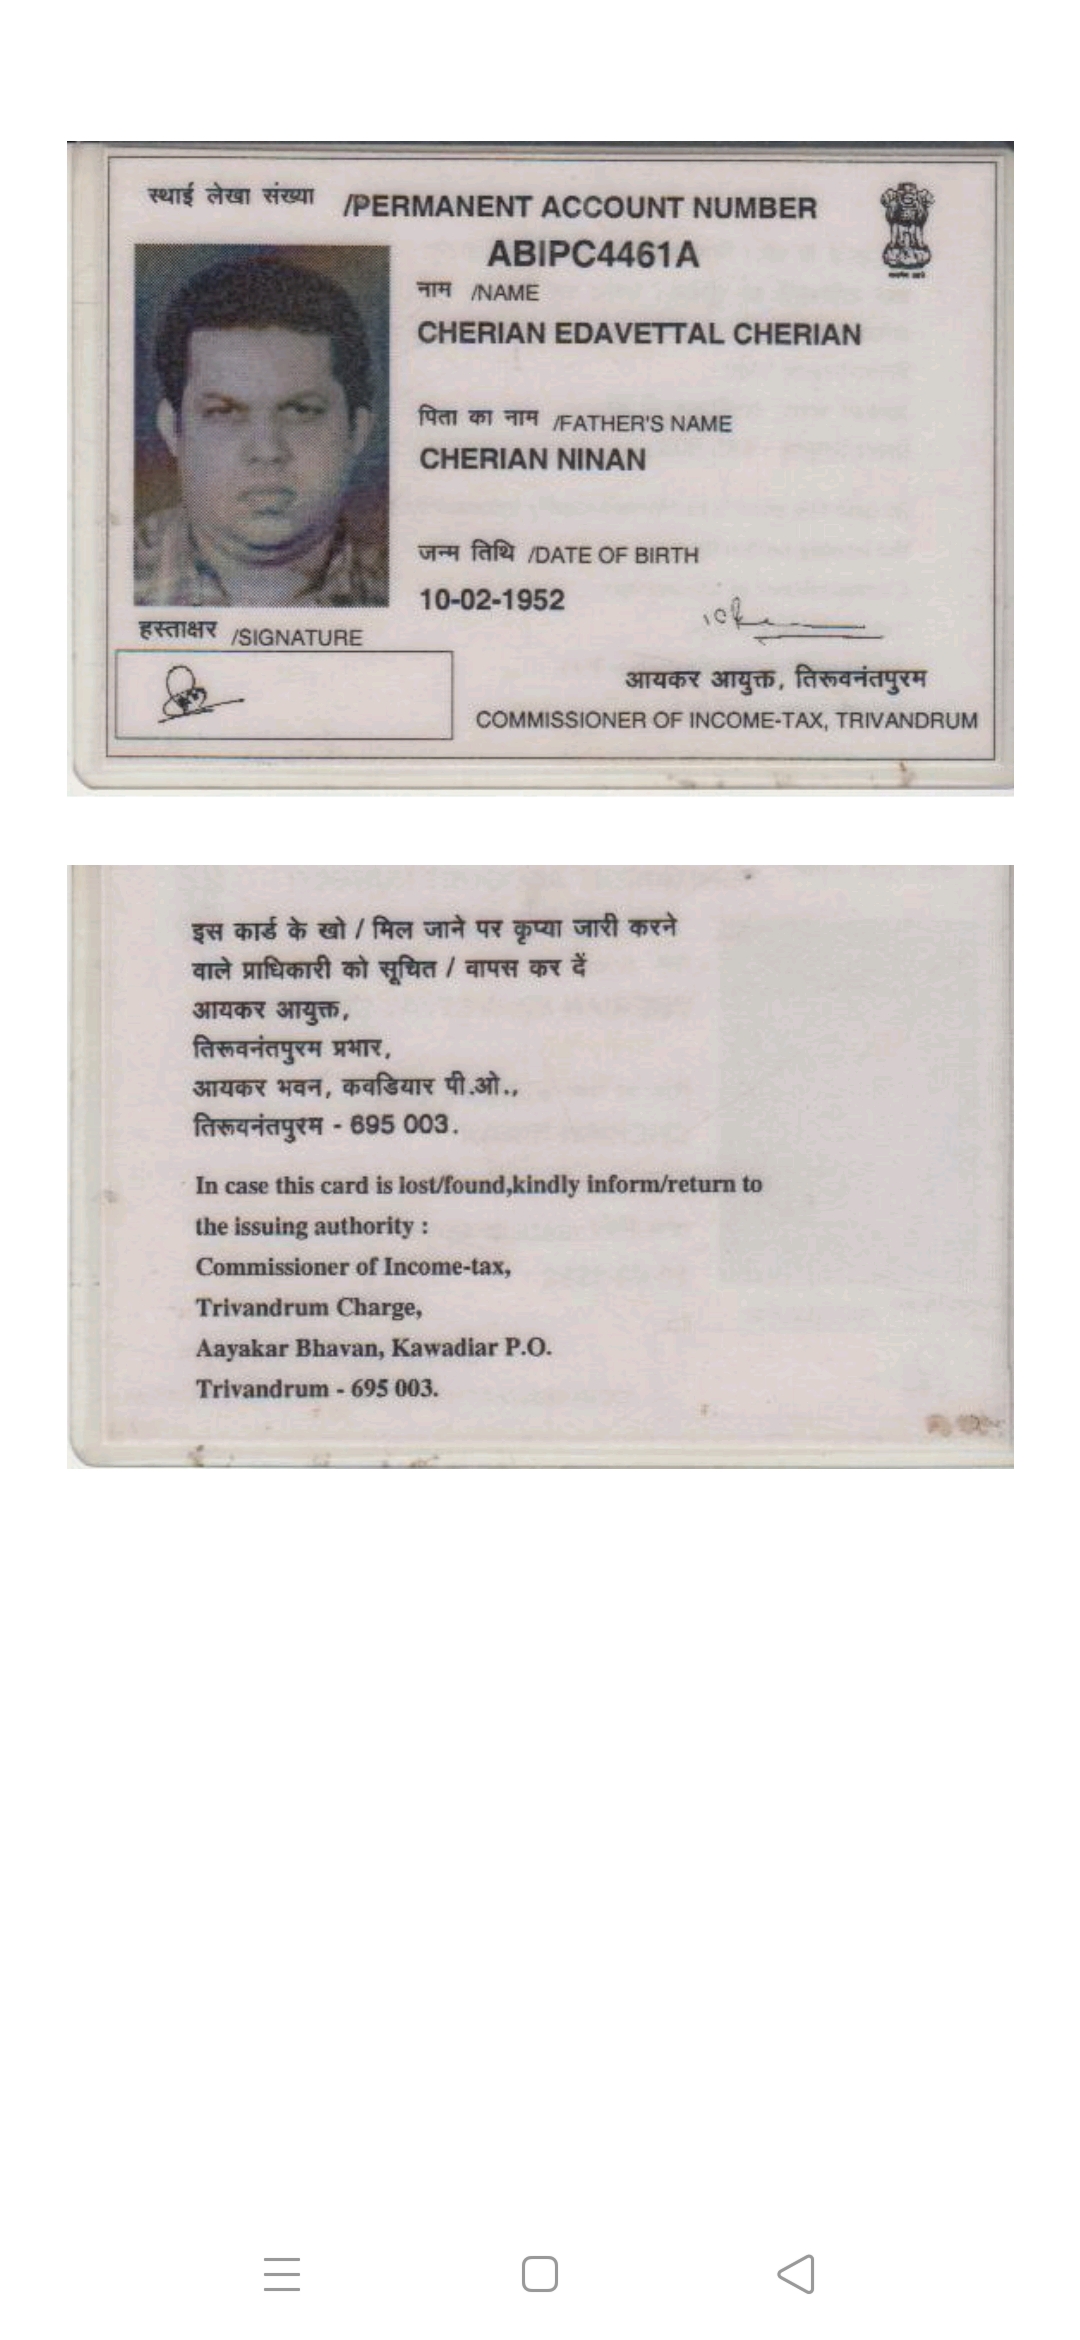 स्थाई लेखा संख्या /PERMANENT ACCOUNT NUMBER
ABIPC4461A
नाम /NAME
CHERIAN EDAVETTAL CHERIAN
पिता का नाम /FATHER'S NAME
CHERIAN NINAN
जन्म तिथि /DATE OF BIRTH
10-02-1952
हस्ताक्षर /SIGNATURE
आयकर आयुक्त, तिरूवनंतपुरम
COMMISSIONER OF INCOME-TAX, TRIVANDRUM
इस कार्ड के खो / मिल जाने पर कृप्या जारी करने
वाले प्राधिकारी को सूचित / वापस कर दें
आयकर आयुक्त,
तिरूवनंतपुरम प्रभार,
आयकर भवन, कवडियार पी.ओ.,
तिरूवनंतपुरम - 695 003.
In case this card is lost/found,kindly inform/return to
the issuing authority :
Commissioner of Income-tax,
Trivandrum Charge,
Aayakar Bhavan, Kawadiar P.O.
Trivandrum - 695 003.